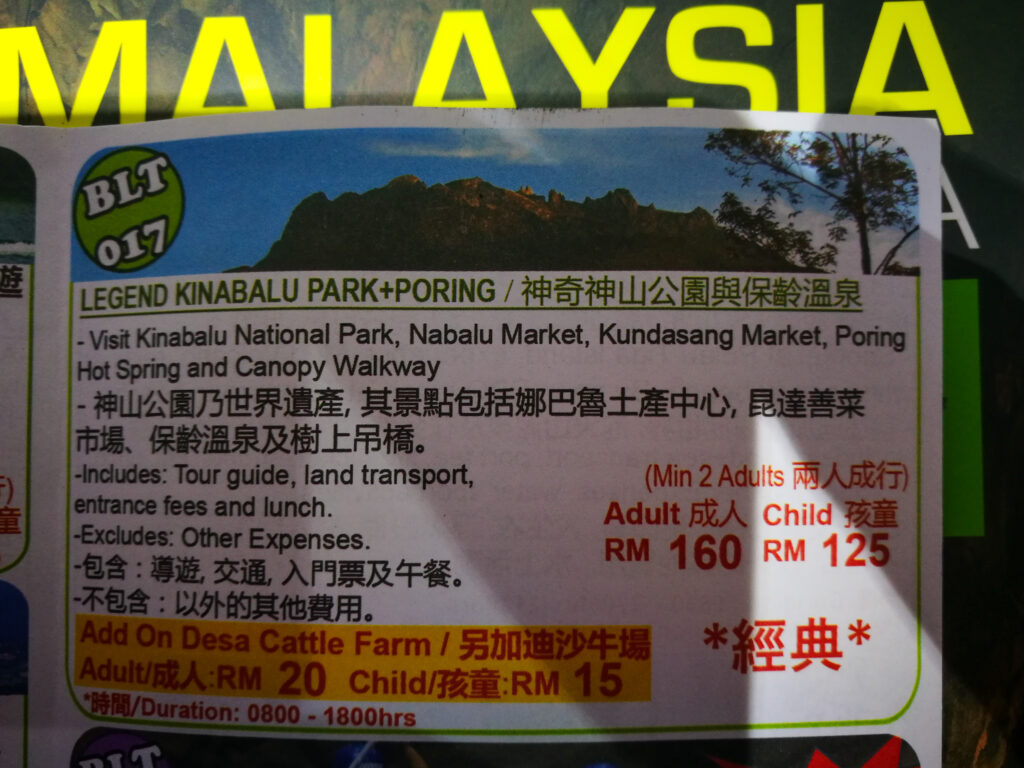 MALAYSIA
A
BLT
017
遊
LEGEND KINABALU PARK+PORING / 神奇神山公園與保齡溫泉
- Visit Kinabalu National Park, Nabalu Market, Kundasang Market, Poring
Hot Spring and Canopy Walkway
- 神山公園乃世界遺產, 其景點包括娜巴魯土產中心, 昆達善菜
市場、保齡溫泉及樹上吊橋。
-Includes: Tour guide, land transport,
entrance fees and lunch.
-Excludes: Other Expenses.
-包含：導遊, 交通, 入門票及午餐。
-不包含：以外的其他費用。
(Min 2 Adults 兩人成行)
Adult 成人 Child 孩童
RM 160 RM 125
童
*經典*
Add On Desa Cattle Farm / 另加迪沙牛場
Adult/成人:RM 20 Child/孩童:RM 15
*時間/Duration: 0800 - 1800hrs
BLT